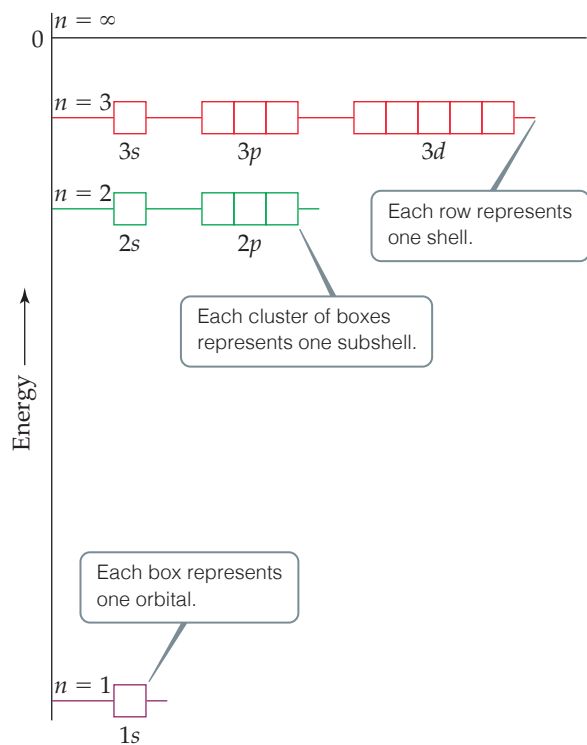 n = ∞
0
n = 3
3s 3p 3d
n = 2
Each row represents
one shell.
2s 2p
Each cluster of boxes
represents one subshell.
Energy
Each box represents
one orbital.
n = 1
1s